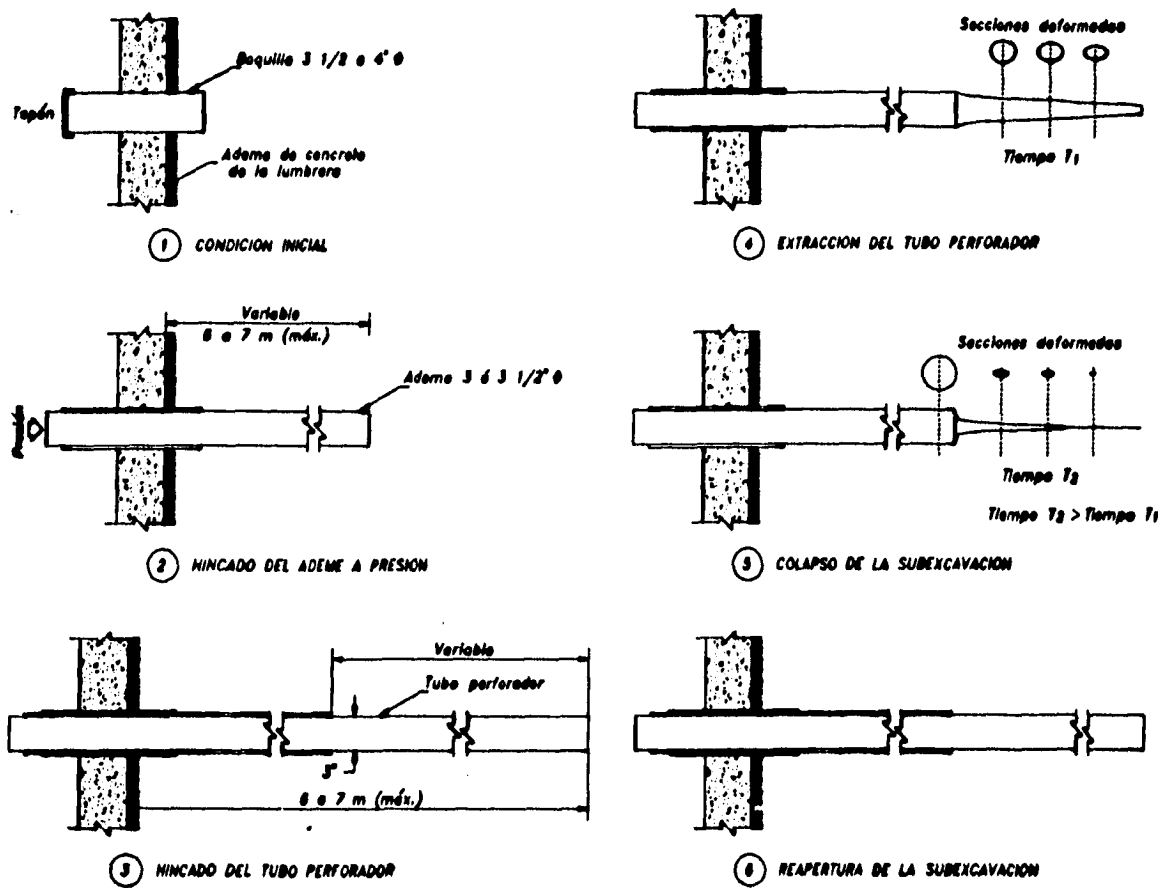 Boquilla 3 1/2 o 4" Φ
Tapón
Ademe de concreto
de la lumbrera
1 CONDICION INICIAL
Variable
6 a 7 m (máx.)
Ademe 3 ó 3 1/2" Φ
Presión
2 HINCADO DEL ADEME A PRESION
Variable
Tubo perforador
3"
6 a 7 m (máx.)
3 HINCADO DEL TUBO PERFORADOR
Secciones deformadas
Tiempo T1
4 EXTRACCION DEL TUBO PERFORADOR
Secciones deformadas
Tiempo T2
Tiempo T2 > Tiempo T1
5 COLAPSO DE LA SUBEXCAVACION
6 REAPERTURA DE LA SUBEXCAVACION